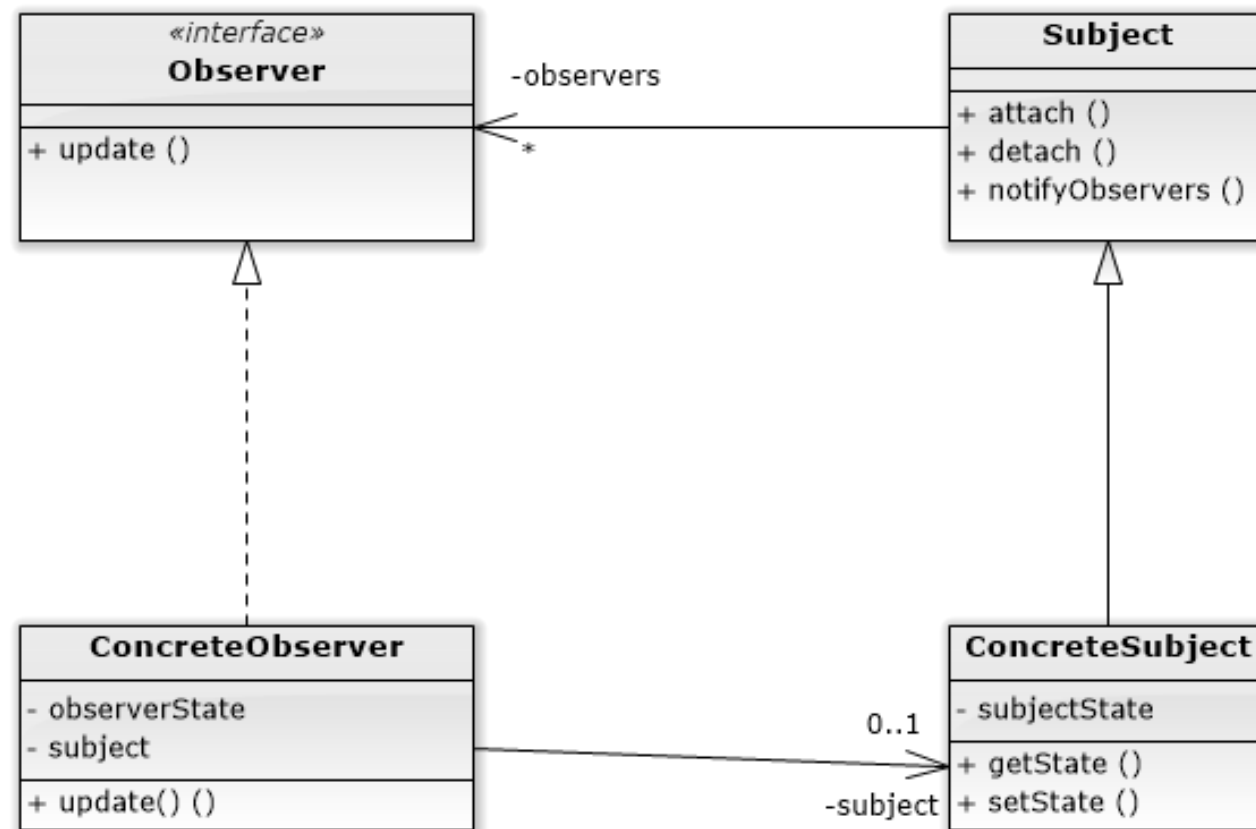 «interface»
Observer
+ update ()
-observers
*
Subject
+ attach ()
+ detach ()
+ notifyObservers ()
ConcreteObserver
- observerState
- subject
+ update() ()
0..1
-subject
ConcreteSubject
- subjectState
+ getState ()
+ setState ()